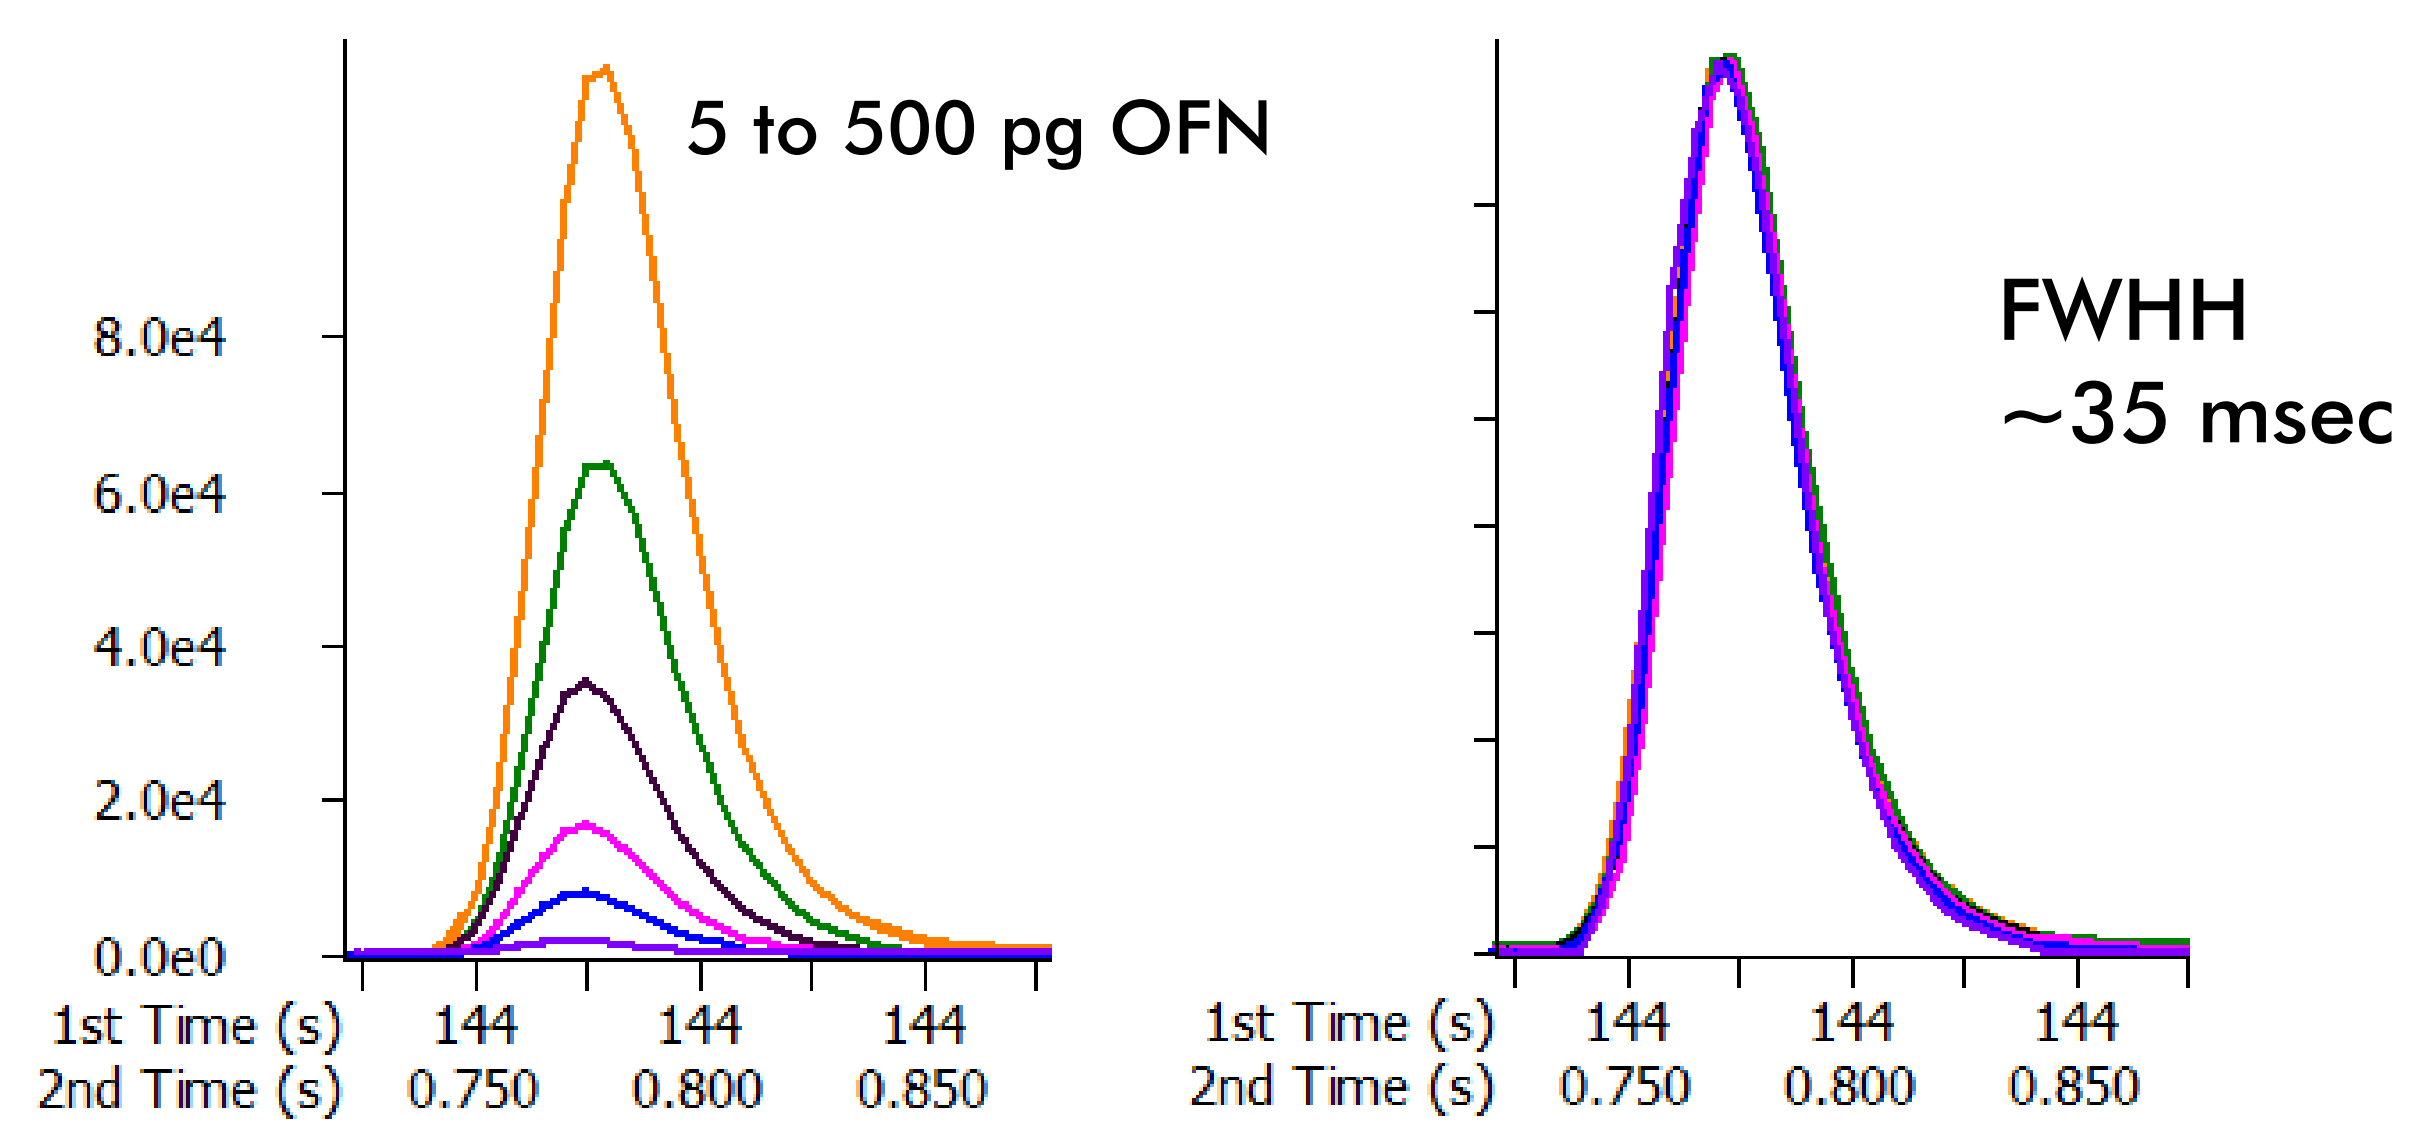 5 to 500 pg OFN
8.0e4
6.0e4
4.0e4
2.0e4
0.0e0
1st Time (s) 144 144 144
2nd Time (s) 0.750 0.800 0.850
FWHH
~35 msec
1st Time (s) 144 144 144
2nd Time (s) 0.750 0.800 0.850